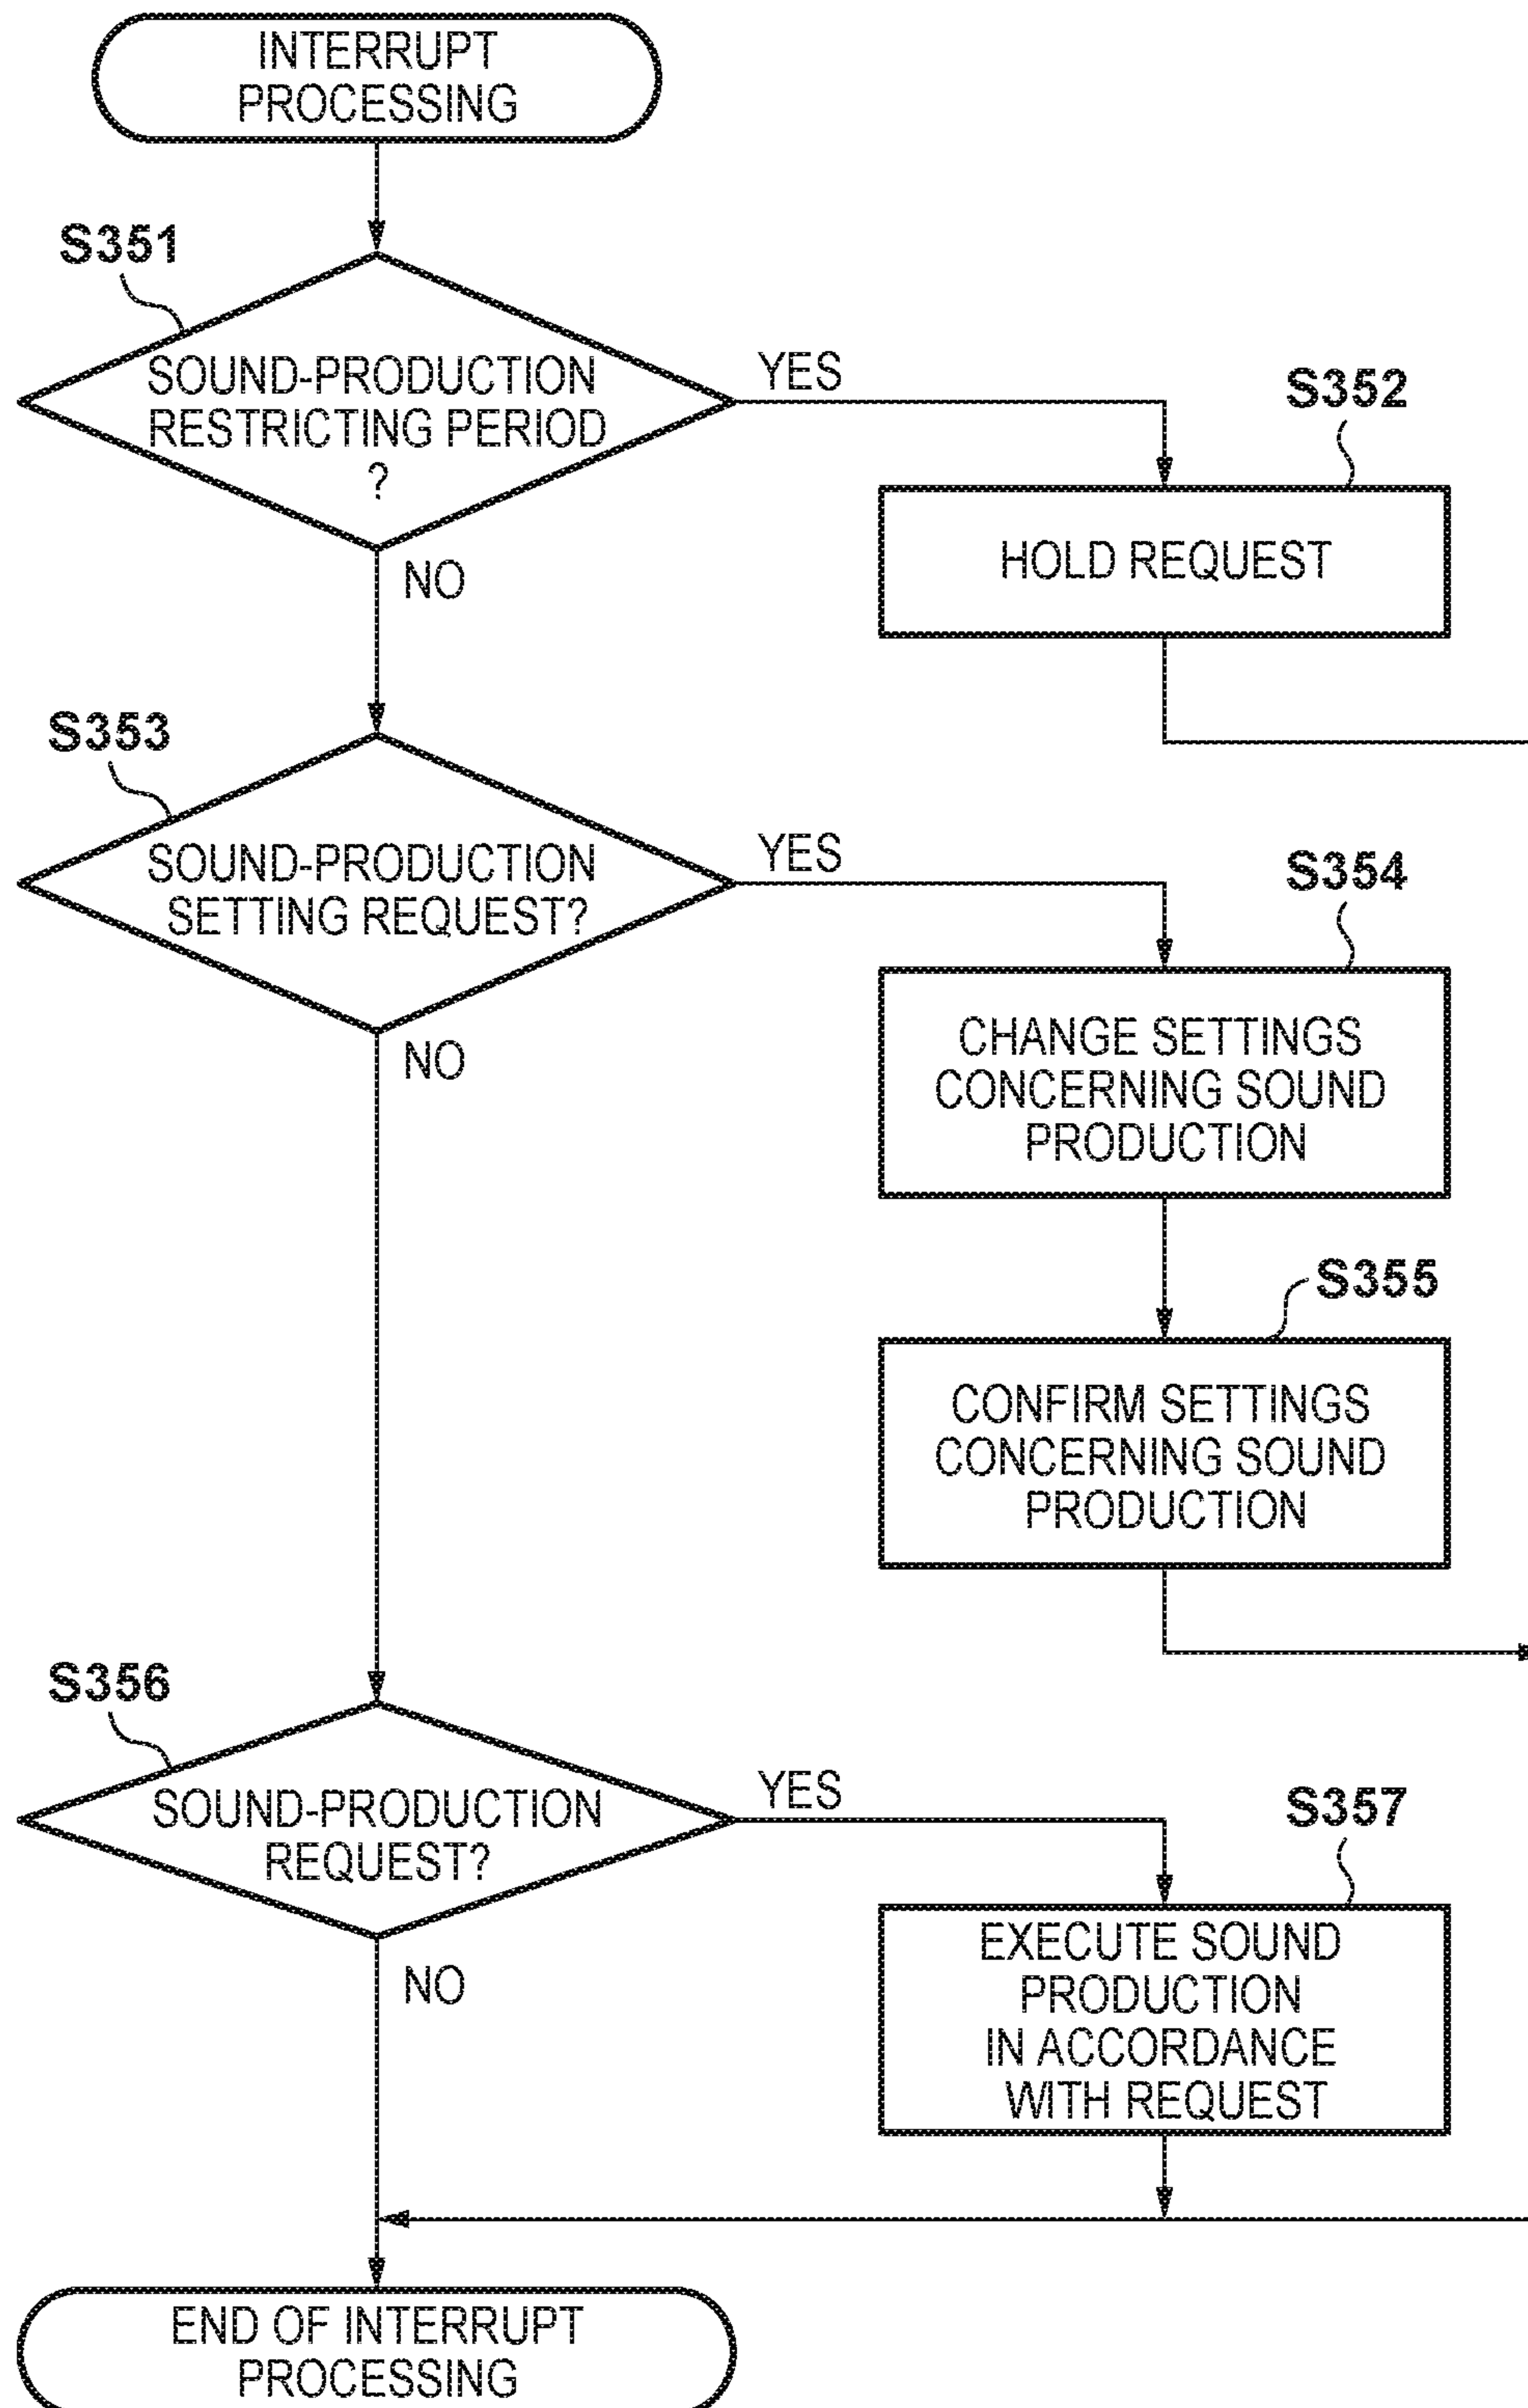 INTERRUPT
PROCESSING
S351
SOUND-PRODUCTION
RESTRICTING PERIOD
?
YES
NO
S352
HOLD REQUEST
S353
SOUND-PRODUCTION
SETTING REQUEST?
YES
NO
S354
CHANGE SETTINGS
CONCERNING SOUND
PRODUCTION
S355
CONFIRM SETTINGS
CONCERNING SOUND
PRODUCTION
S356
SOUND-PRODUCTION
REQUEST?
YES
NO
S357
EXECUTE SOUND
PRODUCTION
IN ACCORDANCE
WITH REQUEST
END OF INTERRUPT
PROCESSING